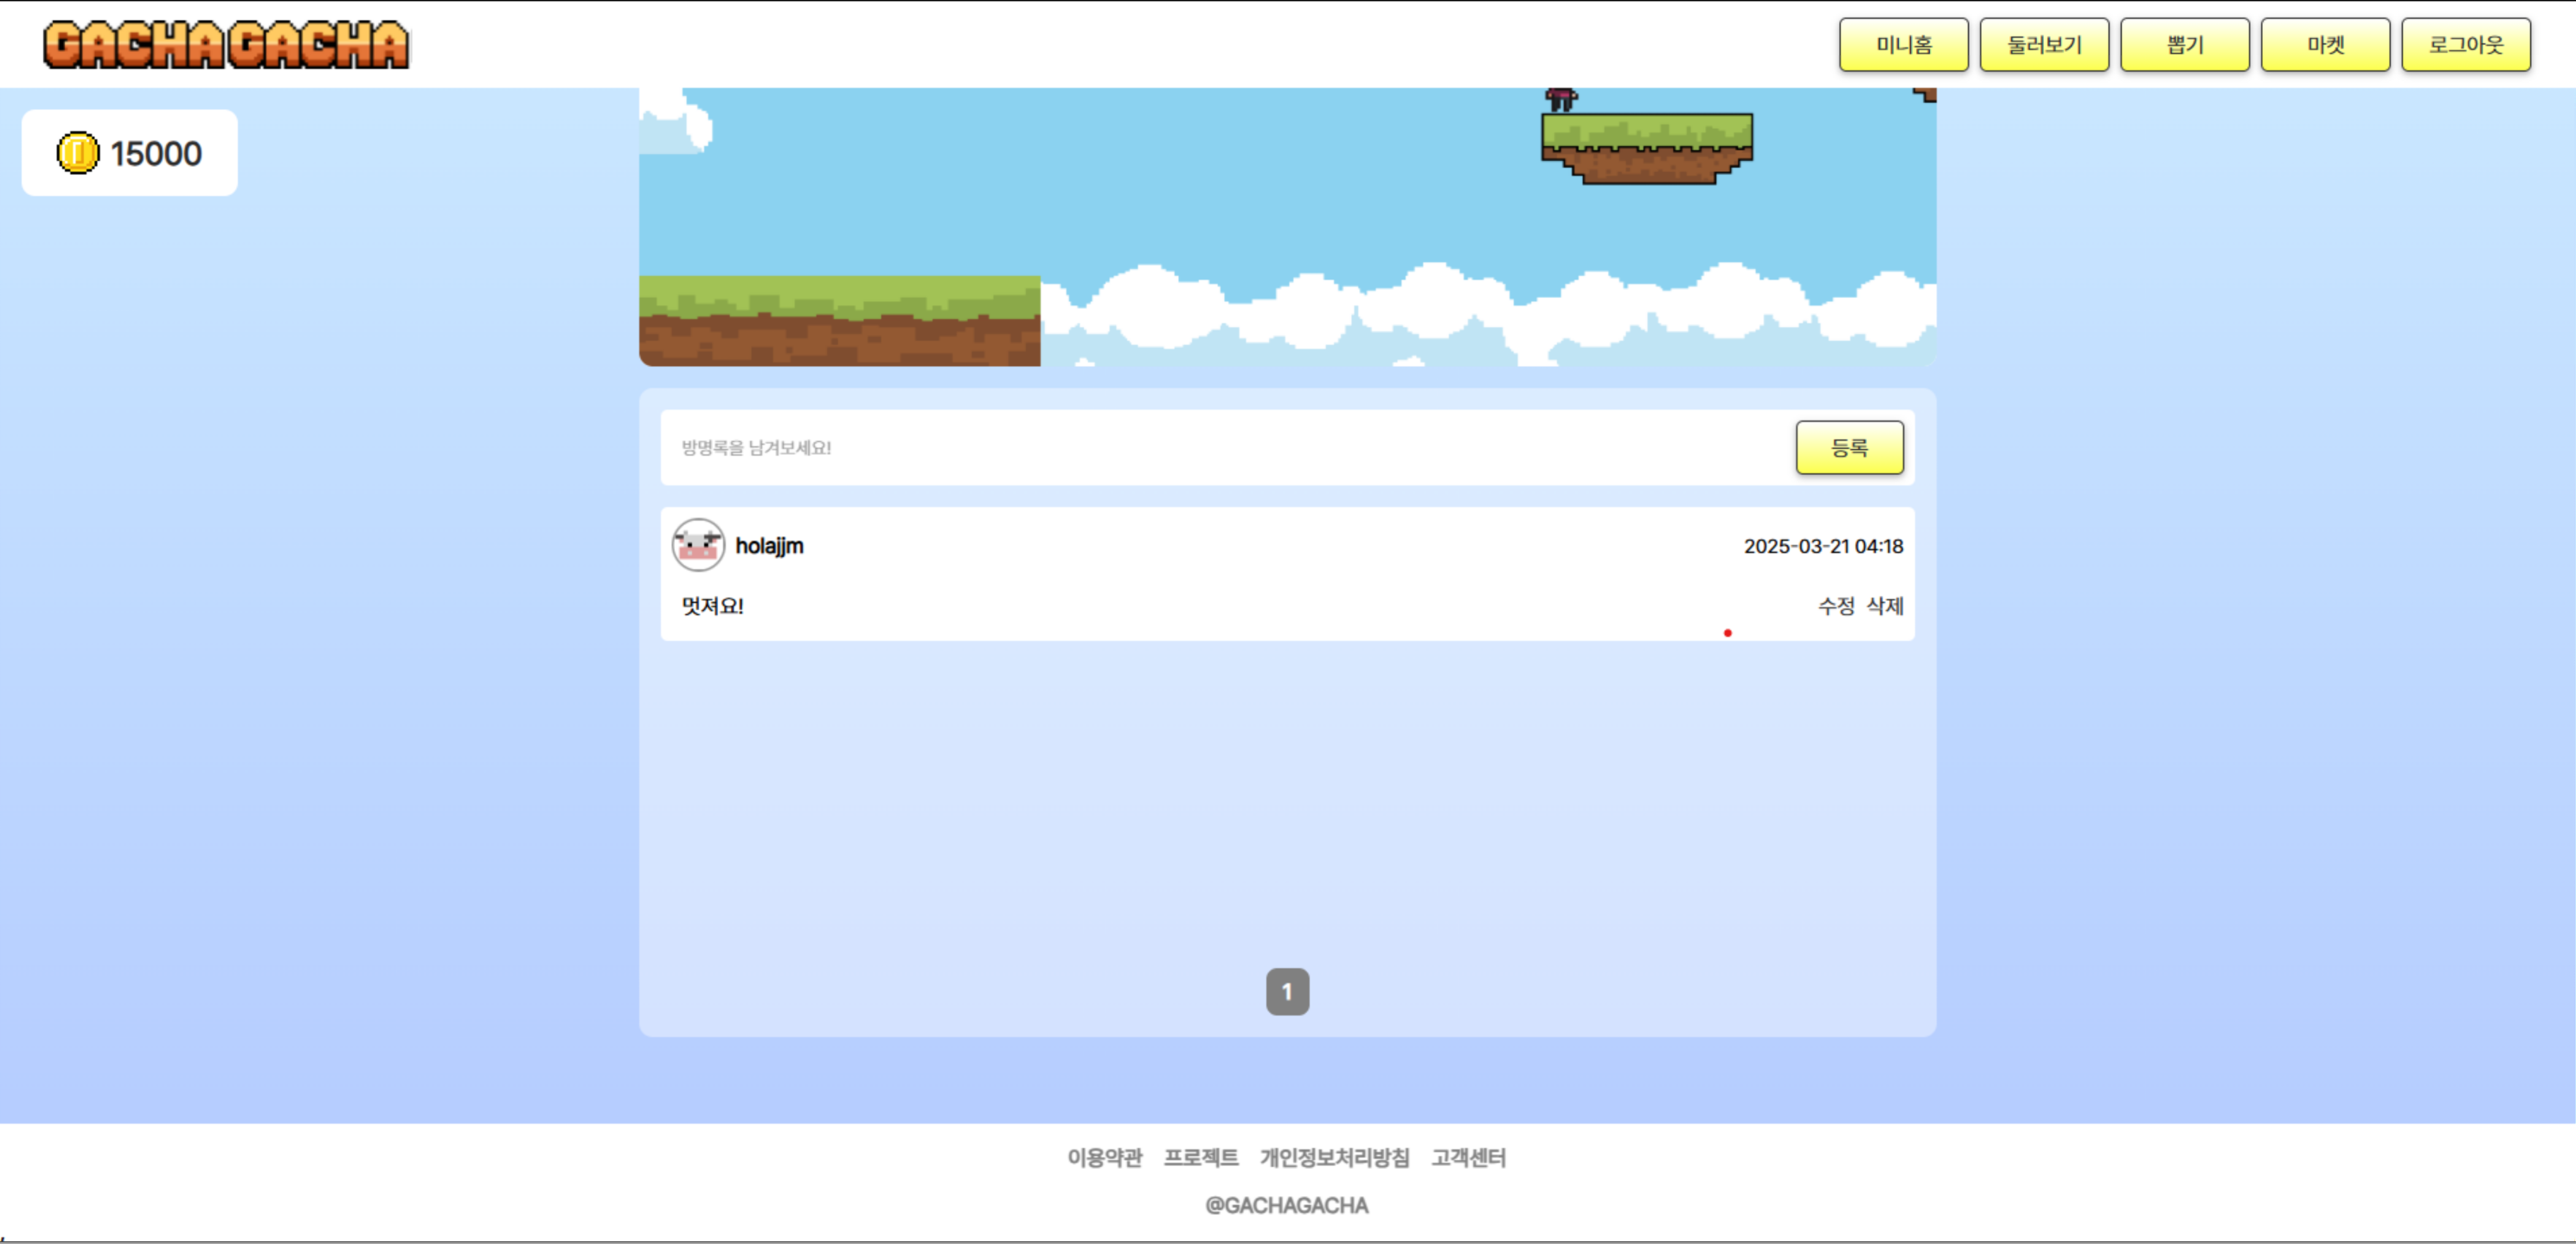 GACHA GACHA
미니홈
둘러보기
뽑기
마켓
로그아웃
15000
방명록을 남겨보세요!
등록
holajjm
2025-03-21 04:18
멋져요!
수정 삭제
1
이용약관 프로젝트 개인정보처리방침 고객센터
@GACHAGACHA